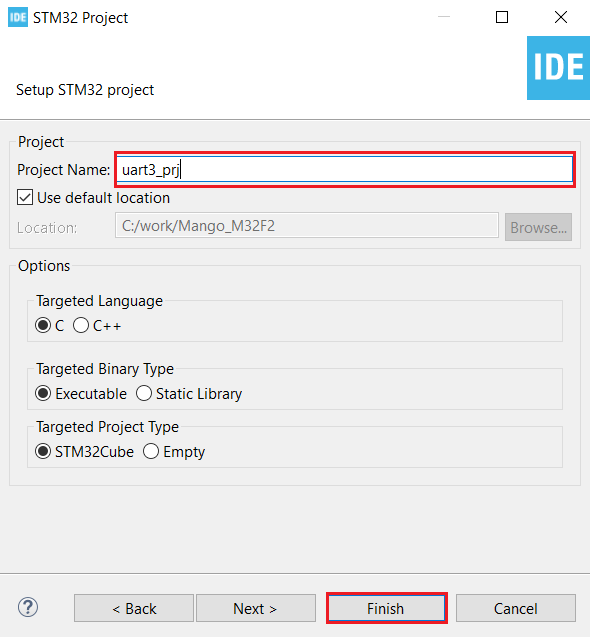 IDE STM32 Project
IDE
Setup STM32 project
Project
Project Name: uart3_prj
Use default location
Location: C:/work/Mango_M32F2 Browse...
Options
Targeted Language
C C++
Targeted Binary Type
Executable Static Library
Targeted Project Type
STM32Cube Empty
? < Back Next > Finish Cancel